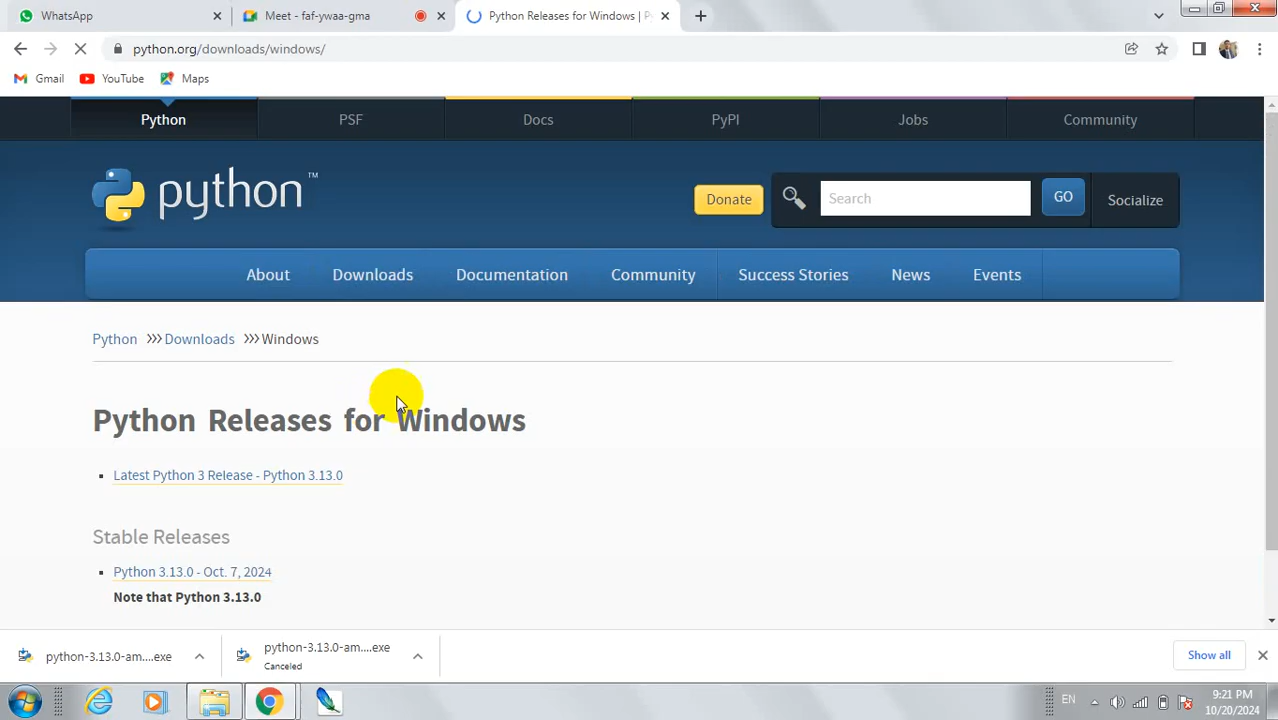 WhatsApp
Meet - faf-ywaa-gma
Python Releases for Windows | P
python.org/downloads/windows/
Gmail
YouTube
Maps
Python
PSF
Docs
PyPI
Jobs
Community
python™
Donate
Search
GO
Socialize
About
Downloads
Documentation
Community
Success Stories
News
Events
Python >>> Downloads >>> Windows
Python Releases for Windows
Latest Python 3 Release - Python 3.13.0
Stable Releases
Python 3.13.0 - Oct. 7, 2024
Note that Python 3.13.0
python-3.13.0-am....exe
python-3.13.0-am....exe
Canceled
Show all
EN
9:21 PM
10/20/2024